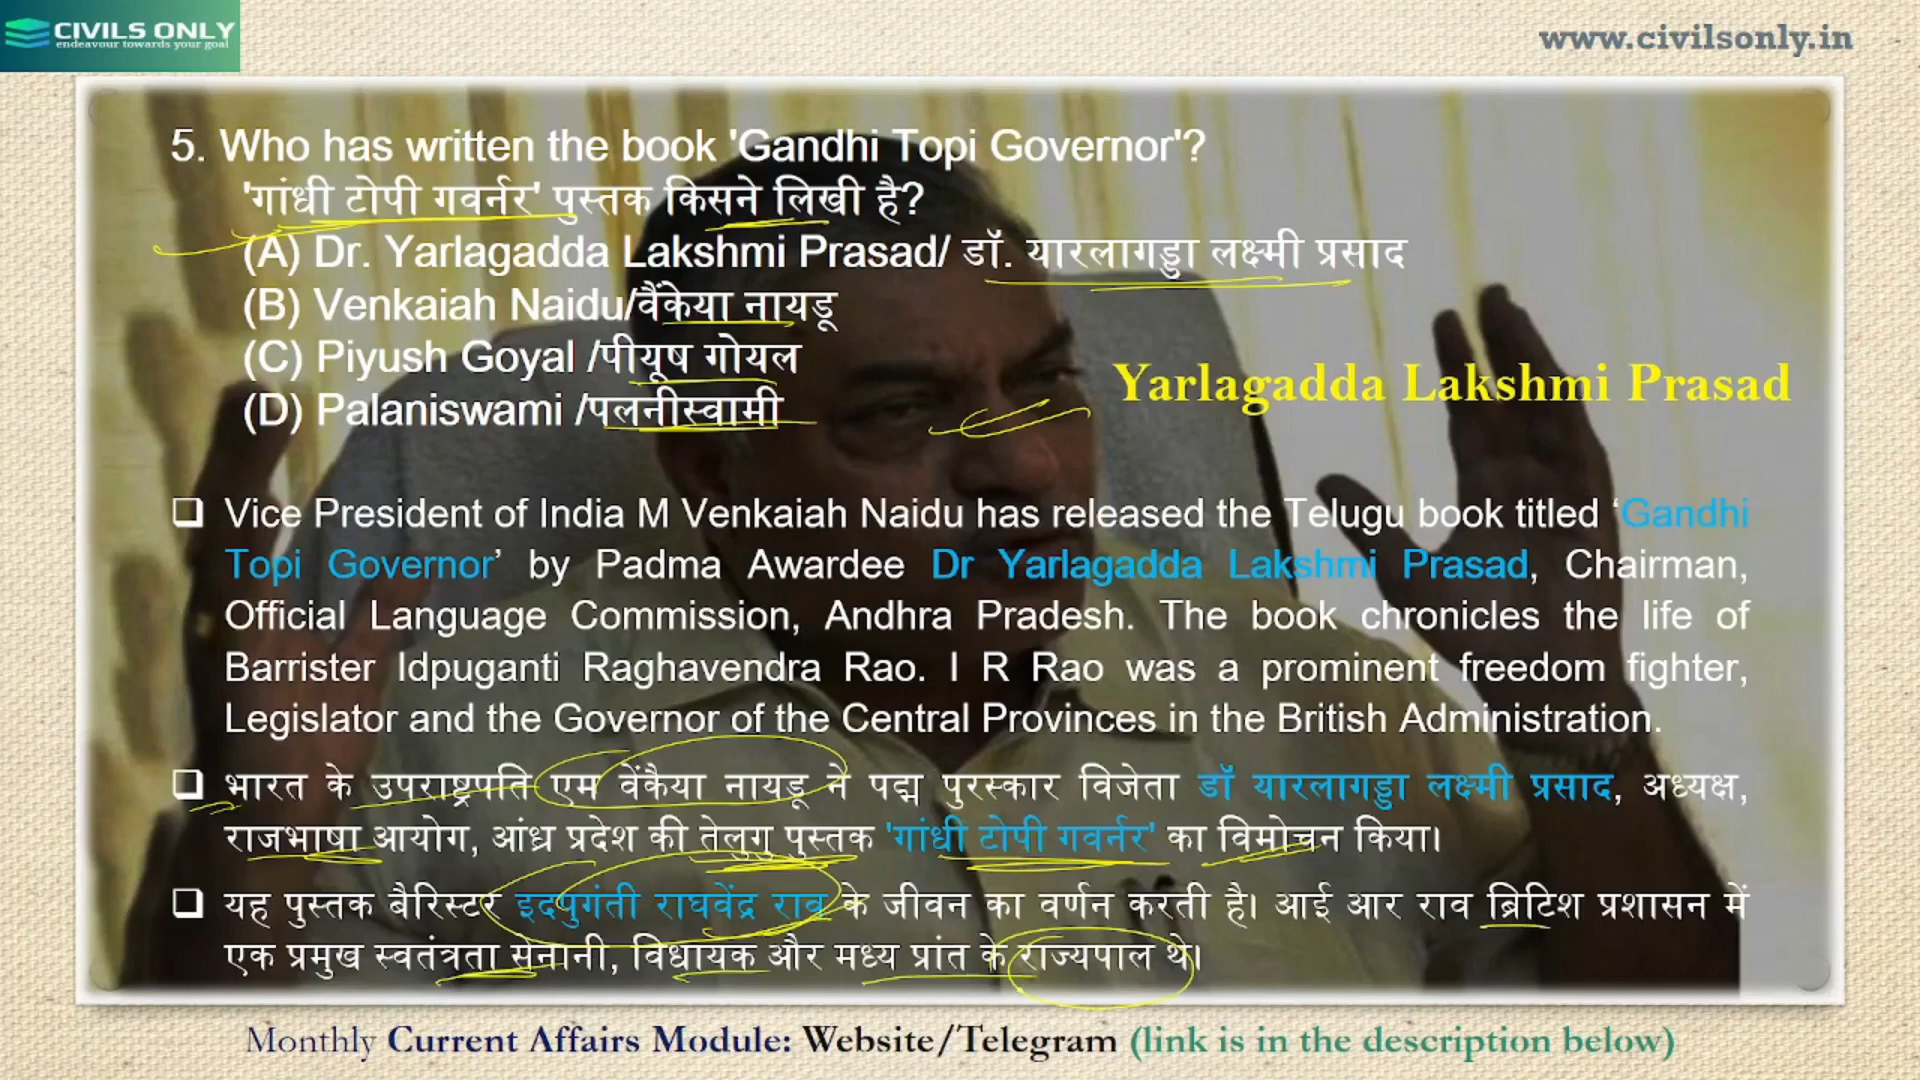 CIVILS ONLY
endeavour towards your goal
www.civilsonly.in
5. Who has written the book 'Gandhi Topi Governor'?
'गांधी टोपी गवर्नर' पुस्तक किसने लिखी है?
(A) Dr. Yarlagadda Lakshmi Prasad/ डॉ. यारलागड्डा लक्ष्मी प्रसाद
(B) Venkaiah Naidu/वैंकेया नायडू
(C) Piyush Goyal /पीयूष गोयल
(D) Palaniswami /पलनीस्वामी
Yarlagadda Lakshmi Prasad
Vice President of India M Venkaiah Naidu has released the Telugu book titled ‘Gandhi
Topi Governor’ by Padma Awardee Dr Yarlagadda Lakshmi Prasad, Chairman,
Official Language Commission, Andhra Pradesh. The book chronicles the life of
Barrister Idpuganti Raghavendra Rao. I R Rao was a prominent freedom fighter,
Legislator and the Governor of the Central Provinces in the British Administration.
भारत के उपराष्ट्रपति एम वेंकैया नायडू ने पद्म पुरस्कार विजेता डॉ यारलागड्डा लक्ष्मी प्रसाद, अध्यक्ष,
राजभाषा आयोग, आंध्र प्रदेश की तेलुगु पुस्तक 'गांधी टोपी गवर्नर' का विमोचन किया।
यह पुस्तक बैरिस्टर इदपुगंती राघवेंद्र राव के जीवन का वर्णन करती है। आई आर राव ब्रिटिश प्रशासन में
एक प्रमुख स्वतंत्रता सेनानी, विधायक और मध्य प्रांत के राज्यपाल थे।
Monthly Current Affairs Module: Website/Telegram (link is in the description below)